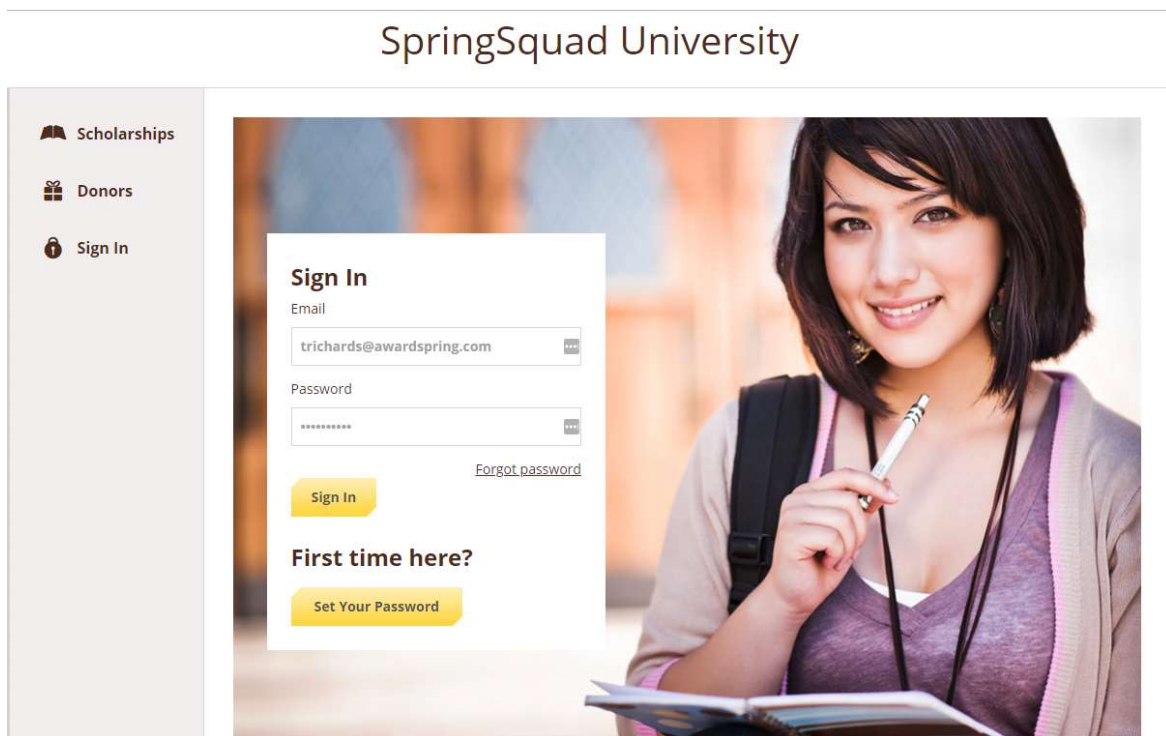 SpringSquad University
Scholarships
Donors
Sign In
Sign In
Email
trichards@awardspring.com
Password
••••••••••
Forgot password
Sign In
First time here?
Set Your Password